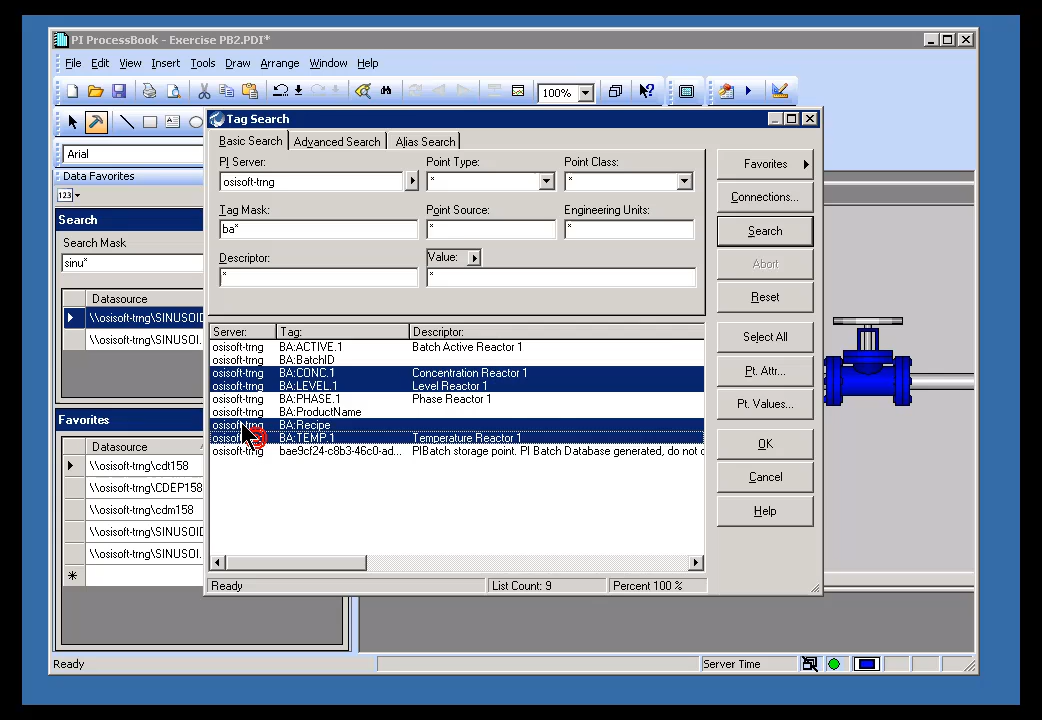 PI ProcessBook - Exercise PB2.PDI*
File Edit View Insert Tools Draw Arrange Window Help
100%
Arial
Data Favorites
123
Search
Search Mask
sinu*
Datasource
\\osisoft-trng\SINUSOID
\\osisoft-trng\SINUSOI.
Favorites
Datasource
\\osisoft-trng\cdt158
\\osisoft-trng\CDEP158
\\osisoft-trng\cdm158
\\osisoft-trng\SINUSOID
\\osisoft-trng\SINUSOI.
Tag Search
Basic Search Advanced Search Alias Search
PI Server: Point Type: Point Class:
osisoft-trng * *
Tag Mask: Point Source: Engineering Units:
ba* * *
Descriptor: Value:
* *
Server: Tag: Descriptor:
osisoft-trng BA:ACTIVE.1 Batch Active Reactor 1
osisoft-trng BA:BatchID
osisoft-trng BA:CONC.1 Concentration Reactor 1
osisoft-trng BA:LEVEL.1 Level Reactor 1
osisoft-trng BA:PHASE.1 Phase Reactor 1
osisoft-trng BA:ProductName
osisoft-trng BA:Recipe
osisoft BA:TEMP.1 Temperature Reactor 1
osisoft-trng bae9cf24-c8b3-46c0-ad... PIBatch storage point. PI Batch Database generated, do not
Ready List Count: 9 Percent 100 %
Favorites
Connections...
Search
Abort
Reset
Select All
Pt. Attr...
Pt. Values...
OK
Cancel
Help
Ready Server Time